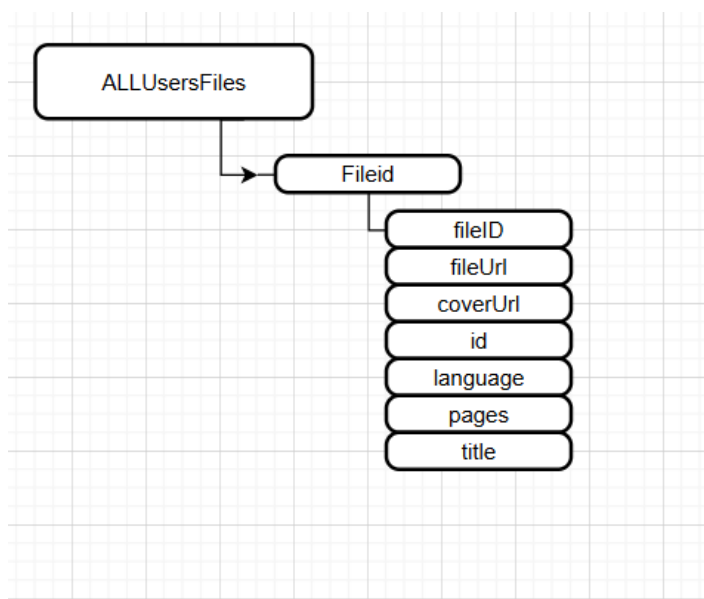 ALLUsersFiles
Fileid
fileID
fileUrl
coverUrl
id
language
pages
title